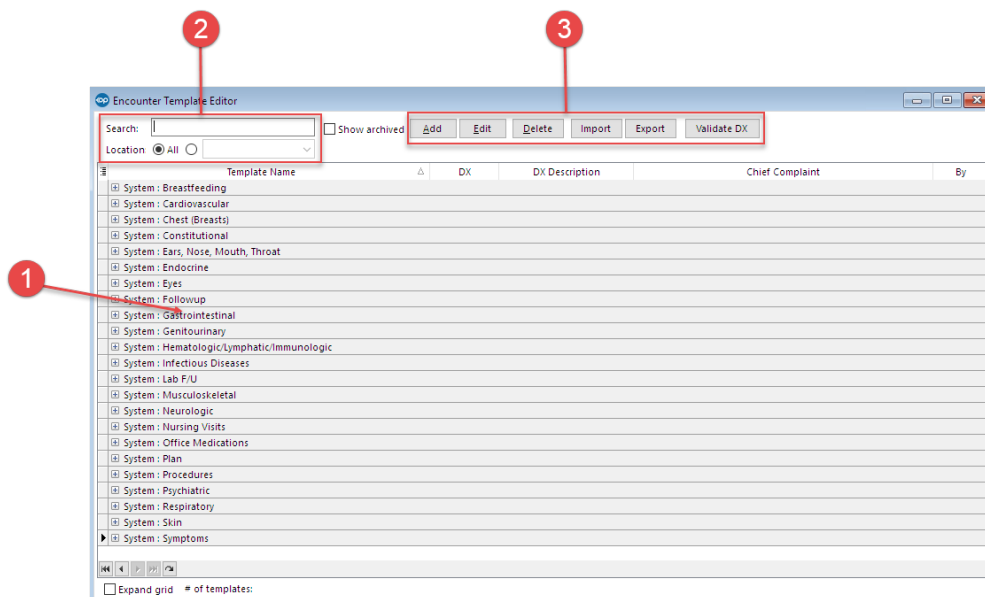 2
3
Encounter Template Editor
Search: Show archived Add Edit Delete Import Export Validate DX
Location All
Template Name DX DX Description Chief Complaint By
System : Breastfeeding
System : Cardiovascular
System : Chest (Breasts)
System : Constitutional
System : Ears, Nose, Mouth, Throat
System : Endocrine
1
System : Eyes
System : Followup
System : Gastrointestinal
System : Genitourinary
System : Hematologic/Lymphatic/Immunologic
System : Infectious Diseases
System : Lab F/U
System : Musculoskeletal
System : Neurologic
System : Nursing Visits
System : Office Medications
System : Plan
System : Procedures
System : Psychiatric
System : Respiratory
System : Skin
System : Symptoms
Expand grid # of templates: